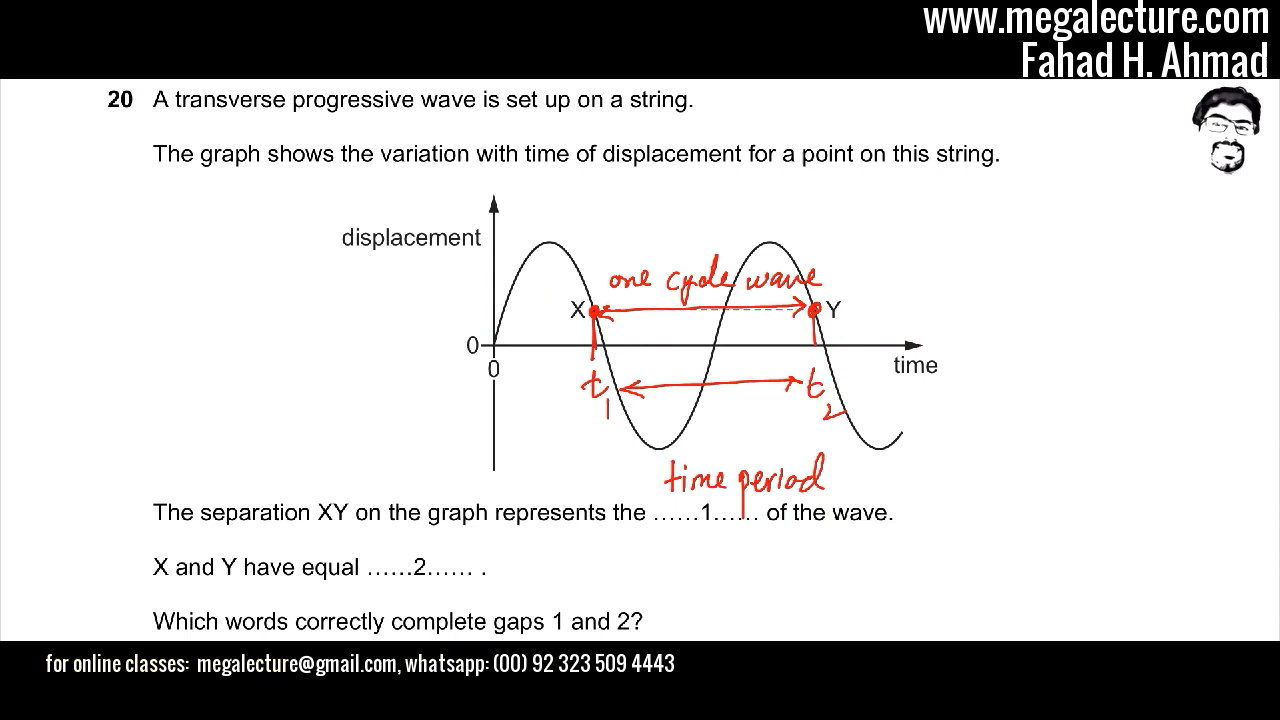 www.megalecture.com
Fahad H. Ahmad
20 A transverse progressive wave is set up on a string.
The graph shows the variation with time of displacement for a point on this string.
displacement
one cycle wave
X
Y
0
0
time
t1
t2
time period
The separation XY on the graph represents the ......1...... of the wave.
X and Y have equal ......2...... .
Which words correctly complete gaps 1 and 2?
for online classes: megalecture@gmail.com, whatsapp: (00) 92 323 509 4443